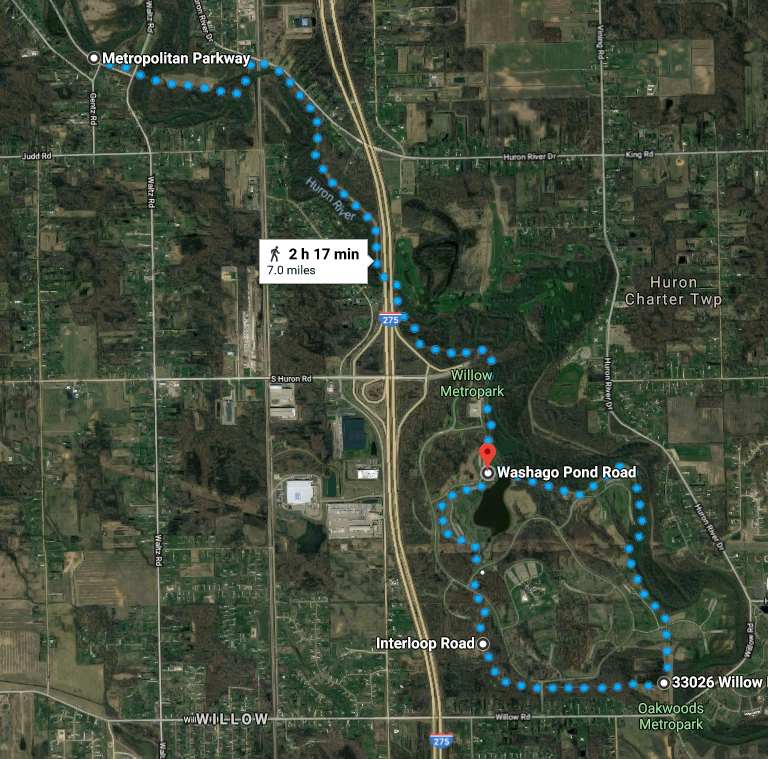 Waltz Rd
Huron River Dr
Vining Rd
Metropolitan Parkway
Gentz Rd
Judd Rd
Huron River Dr
King Rd
Waltz Rd
Huron River
2 h 17 min
7.0 miles
Huron
Charter Twp
275
S Huron Rd
Willow
Metropark
Huron River Dr
Washago Pond Road
Huron River Dr
Waltz Rd
Interloop Road
Willow Rd
33026 Willow
Oakwoods
Metropark
Will
WILLOW
Willow Rd
275
Waltz